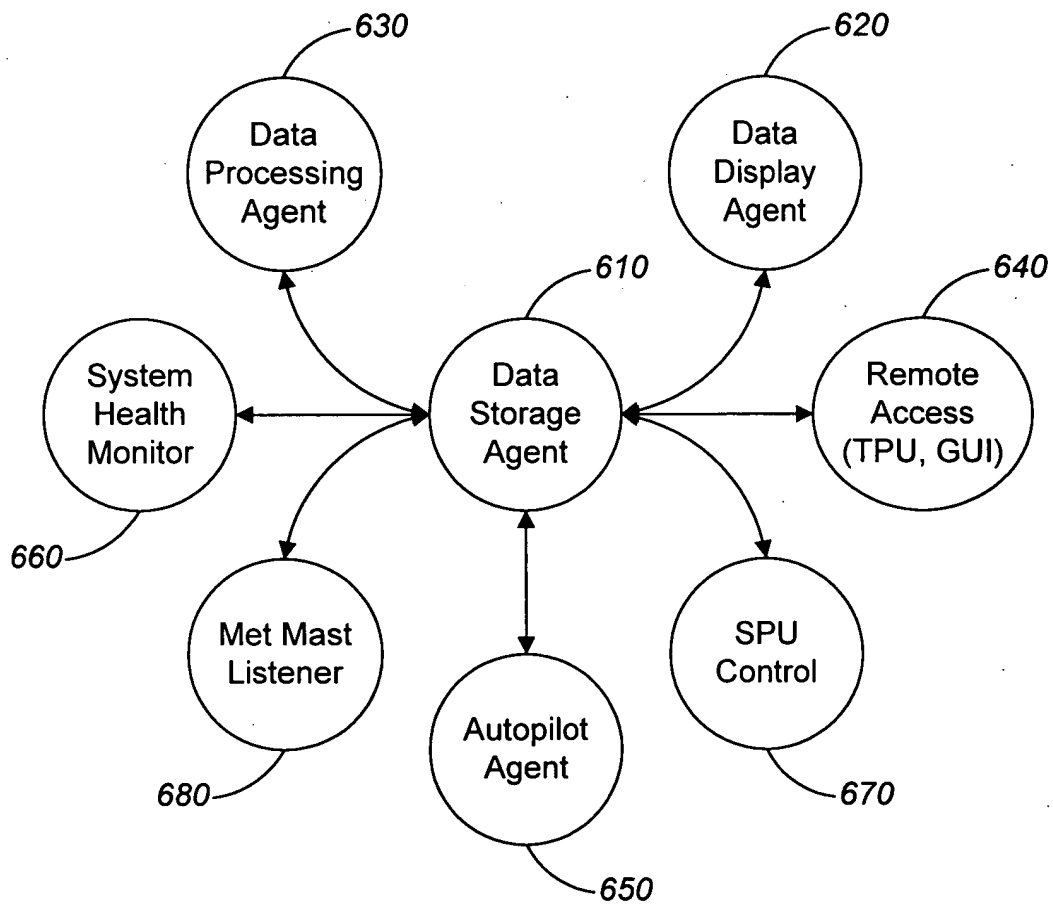 630
620
Data
Processing
Agent
Data
Display
Agent
610
640
System
Health
Monitor
Data
Storage
Agent
Remote
Access
(TPU, GUI)
660
Met Mast
Listener
SPU
Control
Autopilot
Agent
680
670
650